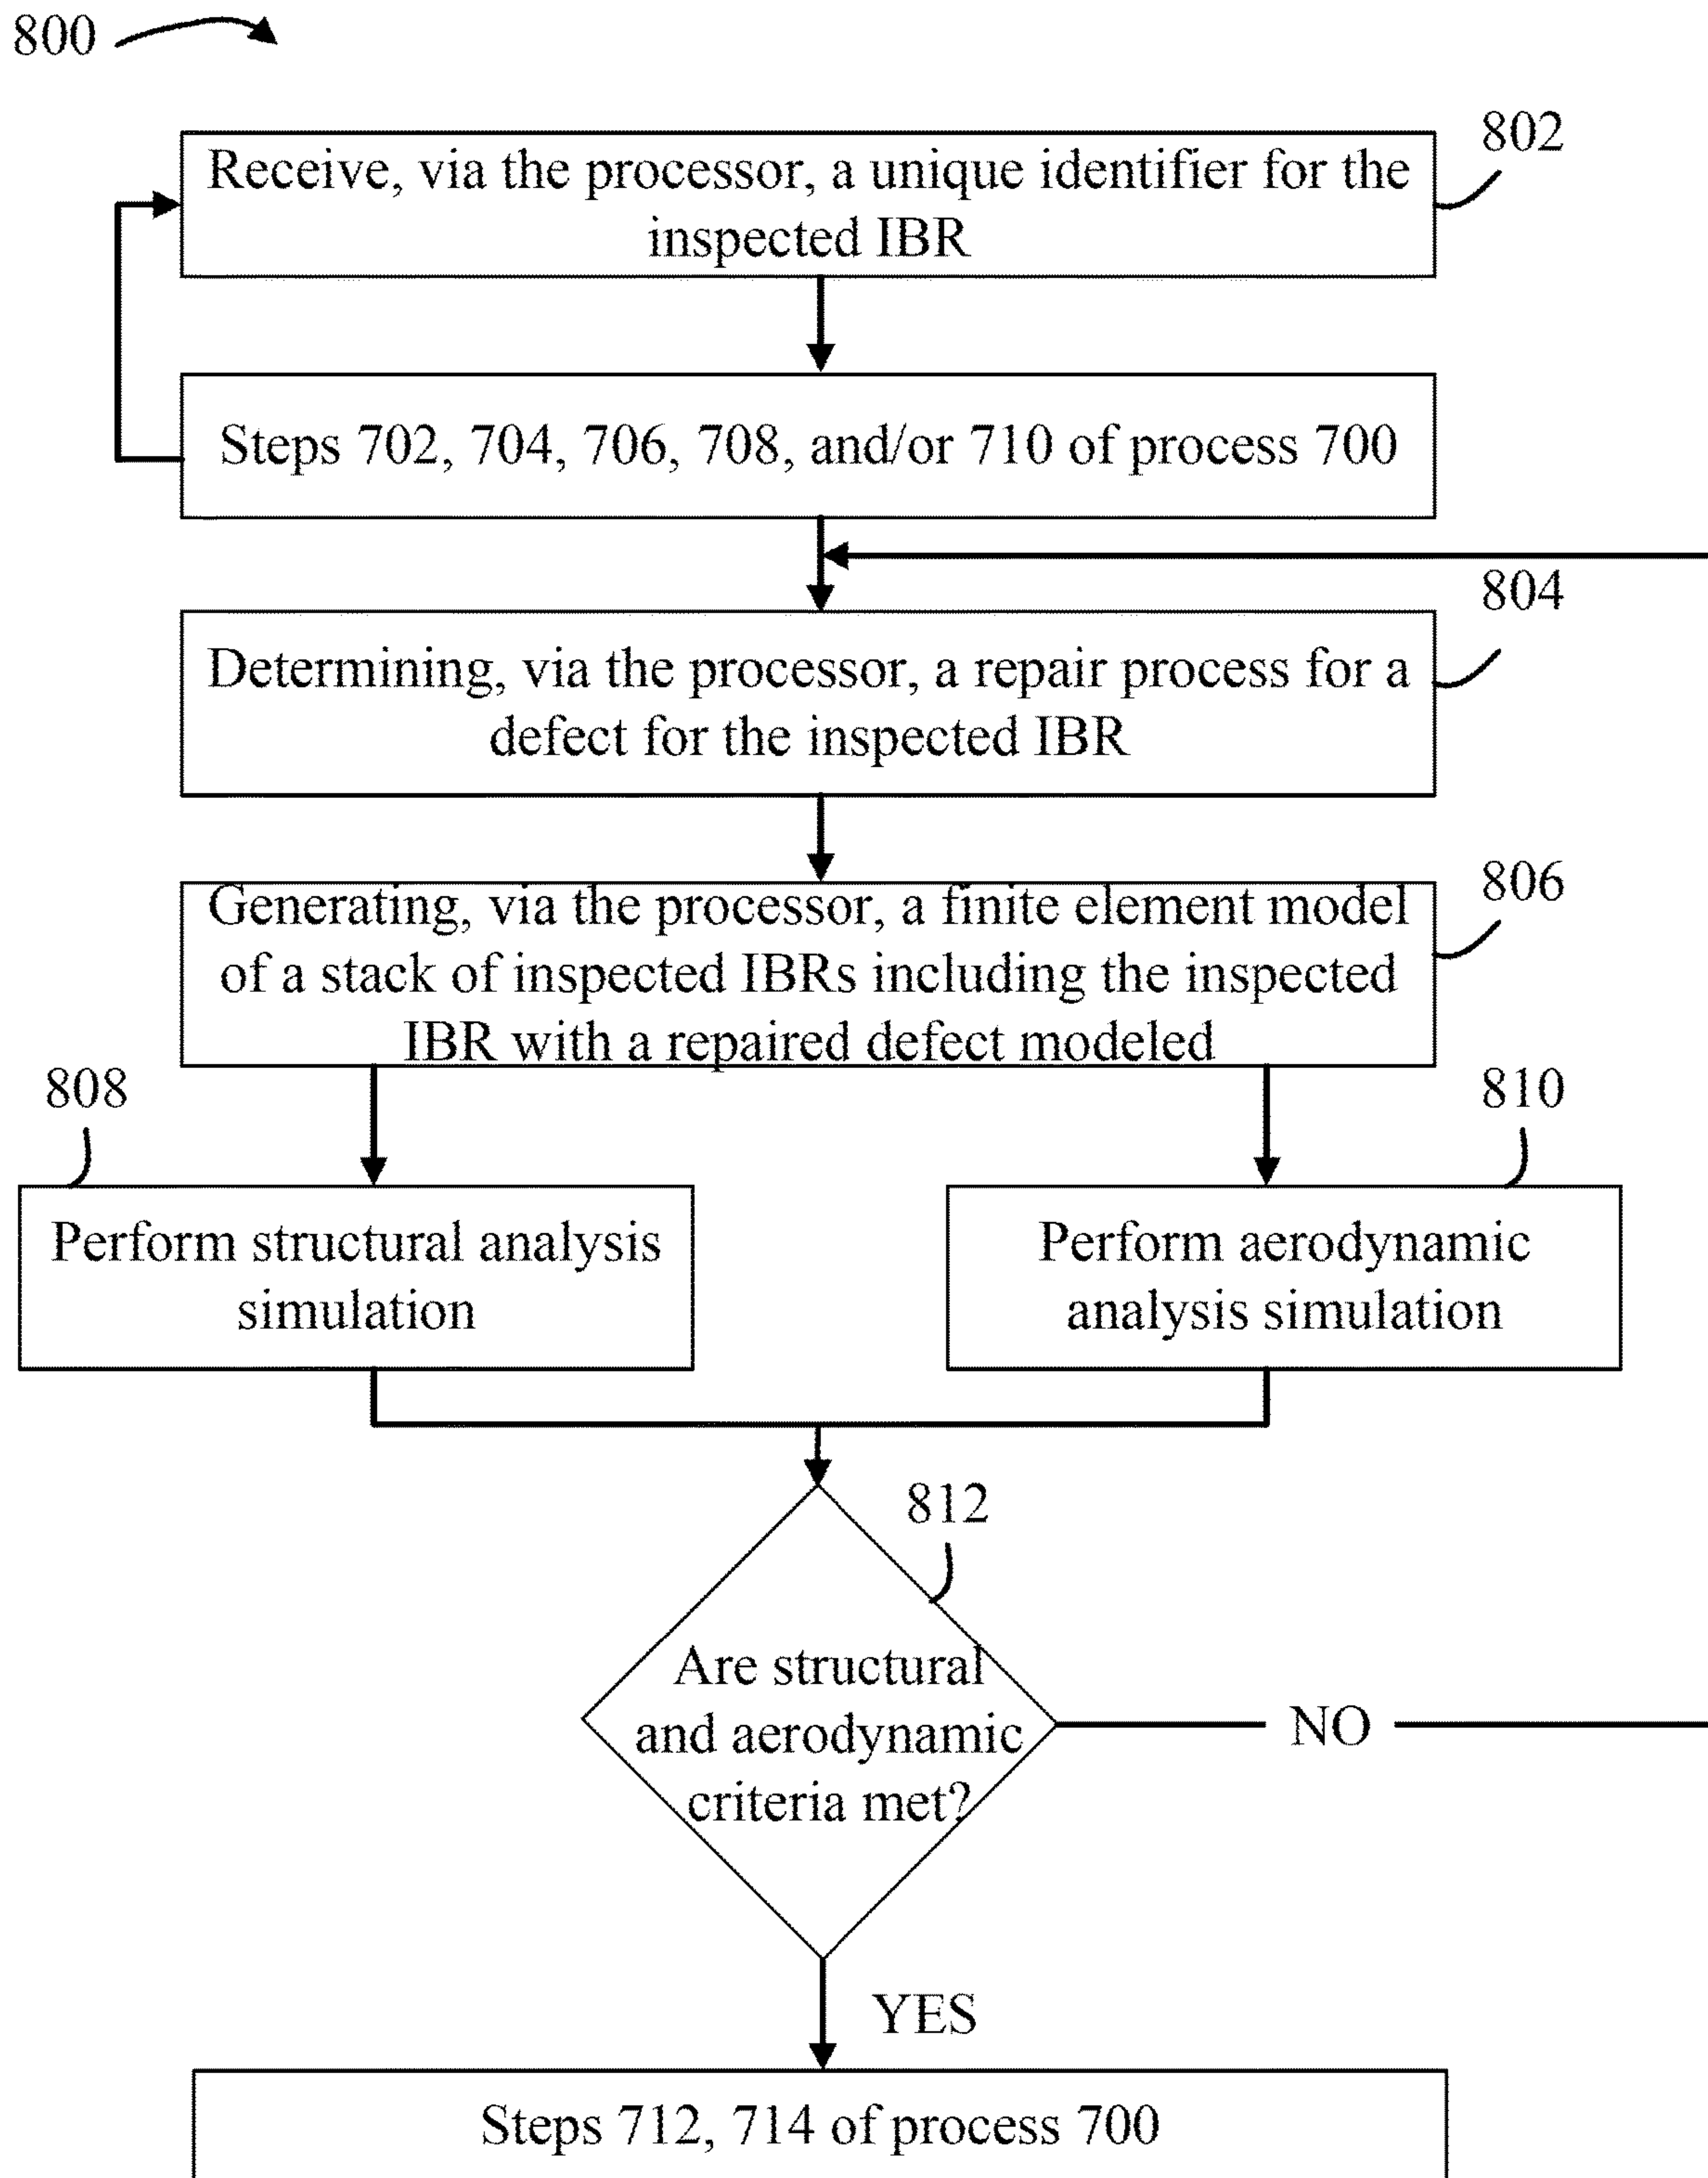 800
802
Receive, via the processor, a unique identifier for the
inspected IBR
Steps 702, 704, 706, 708, and/or 710 of process 700
804
Determining, via the processor, a repair process for a
defect for the inspected IBR
806
Generating, via the processor, a finite element model
of a stack of inspected IBRs including the inspected
IBR with a repaired defect modeled
808
810
Perform structural analysis
simulation
Perform aerodynamic
analysis simulation
812
Are structural
and aerodynamic
criteria met?
NO
YES
Steps 712, 714 of process 700